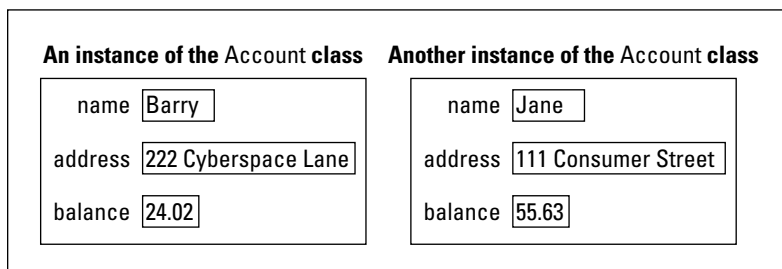 An instance of the Account class
name Barry
address 222 Cyberspace Lane
balance 24.02
Another instance of the Account class
name Jane
address 111 Consumer Street
balance 55.63